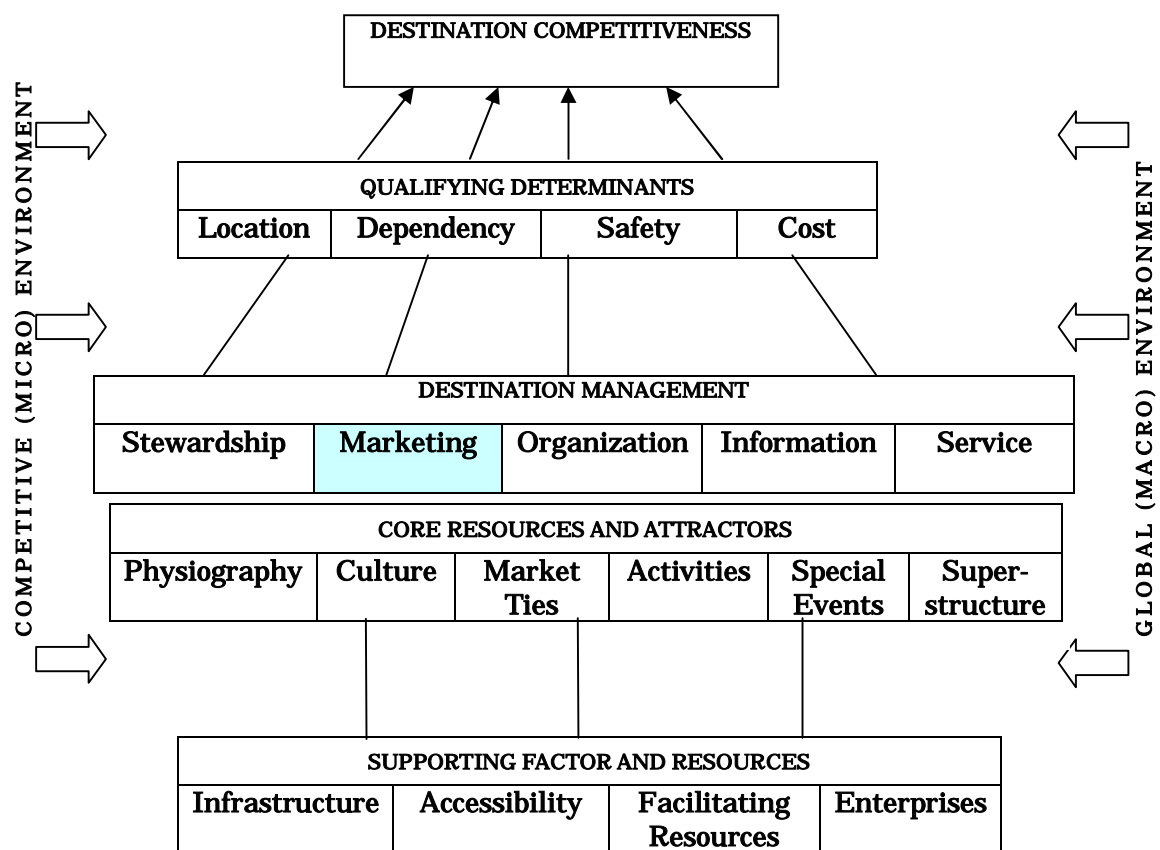 DESTINATION COMPETITIVENESS
COMPETITIVE (MICRO) ENVIRONMENT
GLOBAL (MACRO) ENVIRONMENT
QUALIFYING DETERMINANTS
Location Dependency Safety Cost
DESTINATION MANAGEMENT
Stewardship Marketing Organization Information Service
CORE RESOURCES AND ATTRACTORS
Physiography Culture Market Ties Activities Special Events Super-structure
SUPPORTING FACTOR AND RESOURCES
Infrastructure Accessibility Facilitating Resources Enterprises